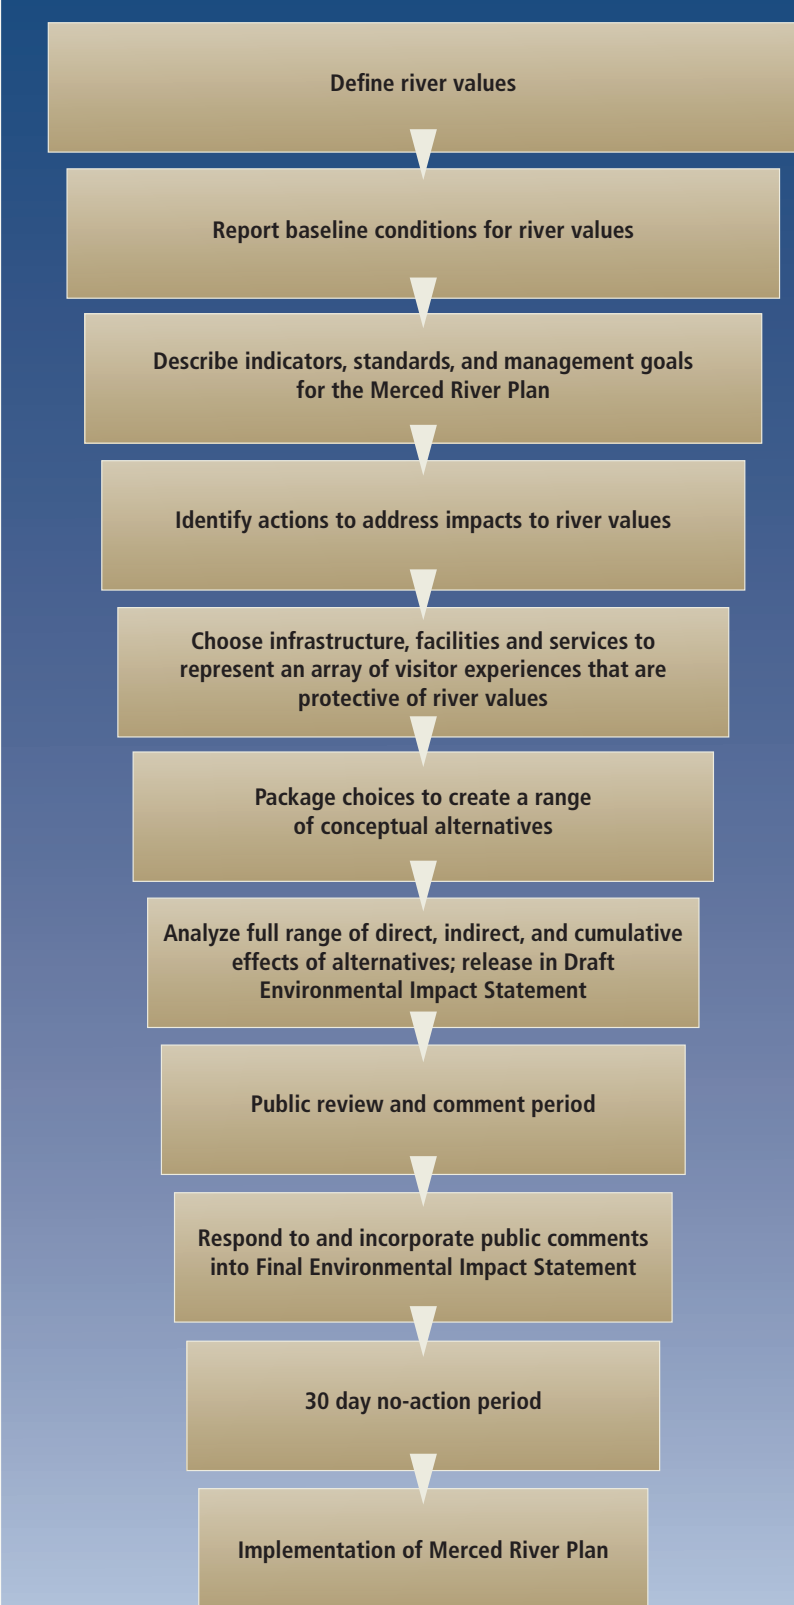 Define river values
Report baseline conditions for river values
Describe indicators, standards, and management goals
for the Merced River Plan
Identify actions to address impacts to river values
Choose infrastructure, facilities and services to
represent an array of visitor experiences that are
protective of river values
Package choices to create a range
of conceptual alternatives
Analyze full range of direct, indirect, and cumulative
effects of alternatives; release in Draft
Environmental Impact Statement
Public review and comment period
Respond to and incorporate public comments
into Final Environmental Impact Statement
30 day no-action period
Implementation of Merced River Plan